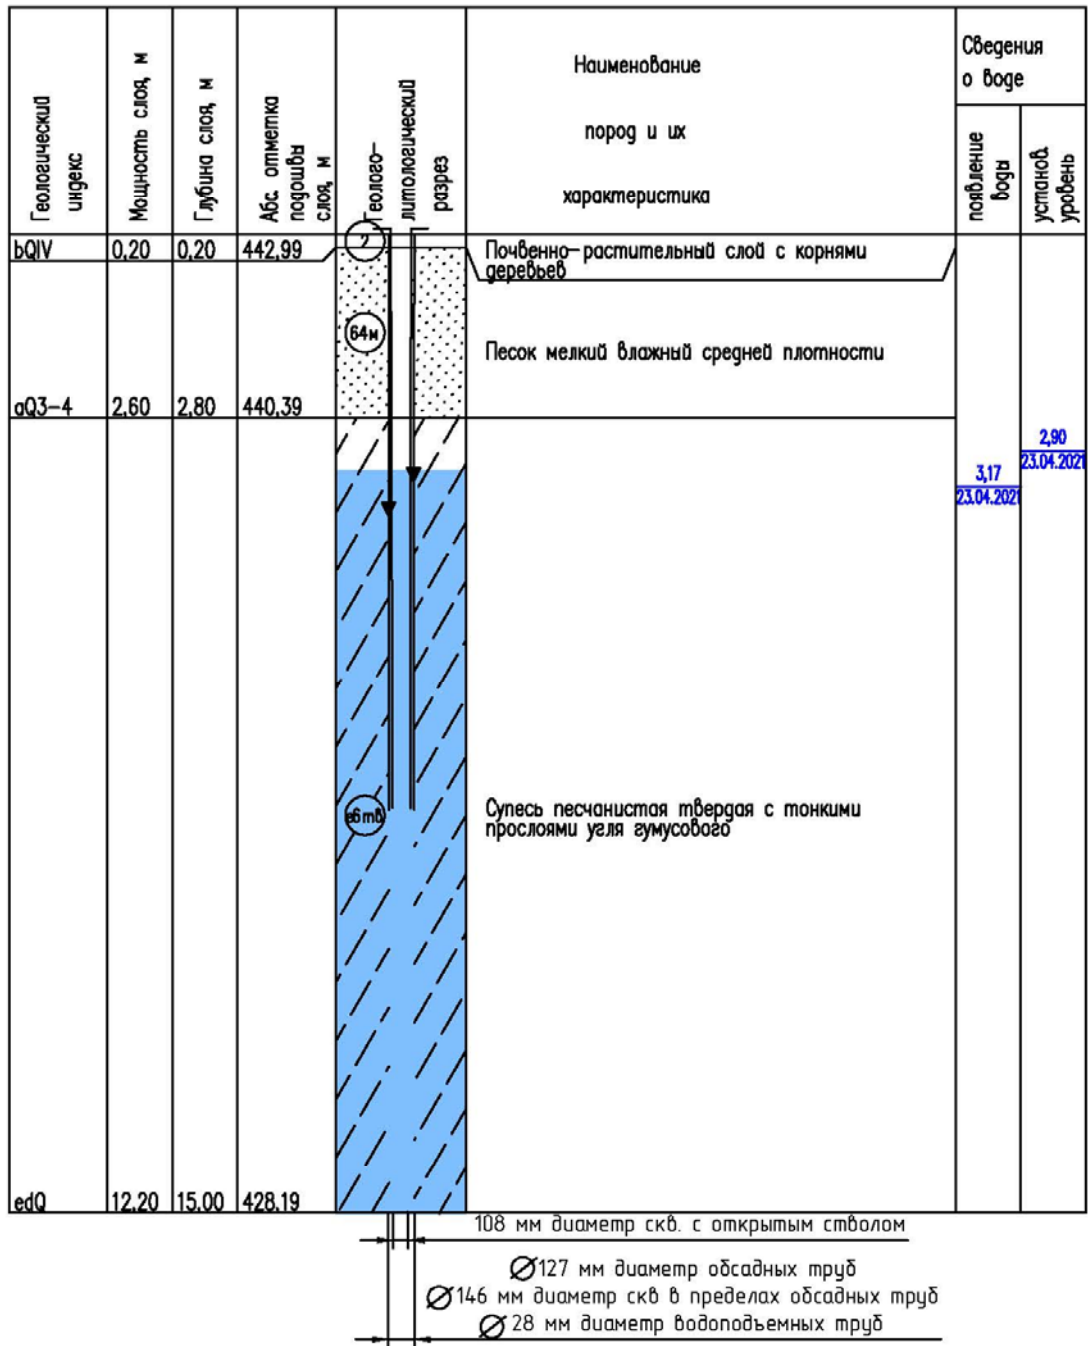 Геологический
индекс
Мощность слоя, м
Глубина слоя, м
Абс. отметка
подошвы
слоя, м
Геолого-
литологический
разрез
Наименование
пород и их
характеристика
Сведения
о воде
появление
воды
установ.
уровень
bQIV 0,20 0,20 442,99
2
Почвенно-растительный слой с корнями
деревьев
64м
Песок мелкий влажный средней плотности
aQ3-4 2,60 2,80 440,39
3,17
23.04.2021
2,90
23.04.2021
Супесь песчанистая твердая с тонкими
прослоями угля гумусового
edQ 12,20 15,00 428,19
108 мм диаметр скв. с открытым стволом
Ø127 мм диаметр обсадных труб
Ø146 мм диаметр скв в пределах обсадных труб
Ø 28 мм диаметр водоподъемных труб